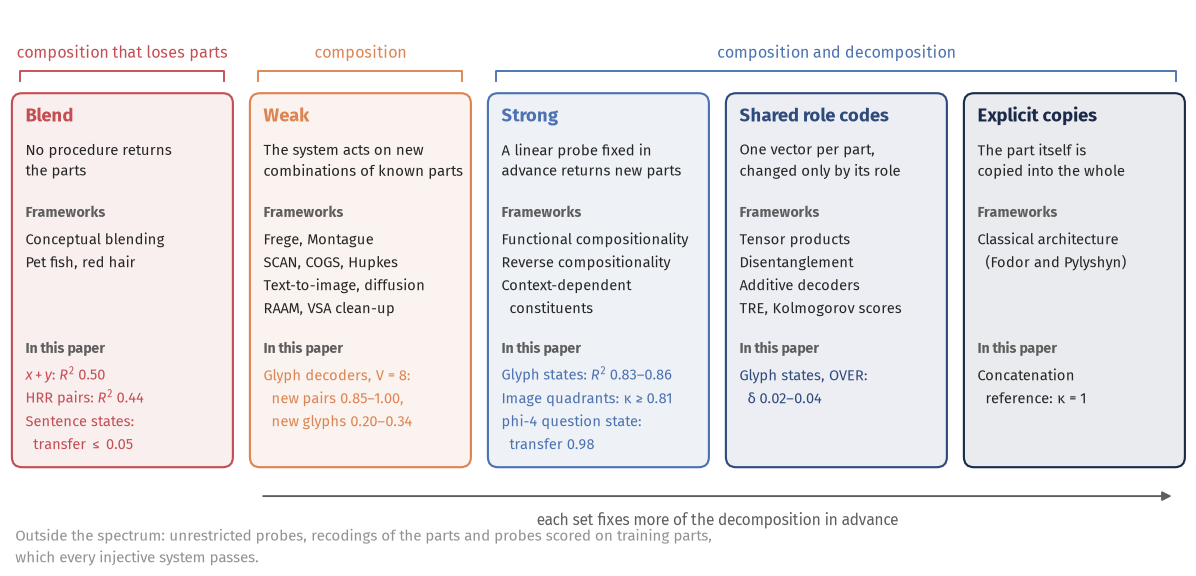 composition that loses parts
composition
composition and decomposition
Blend
No procedure returns
the parts
Frameworks
Conceptual blending
Pet fish, red hair
In this paper
x + y: R² 0.50
HRR pairs: R² 0.44
Sentence states:
transfer ≤ 0.05
Weak
The system acts on new
combinations of known parts
Frameworks
Frege, Montague
SCAN, COGS, Hupkes
Text-to-image, diffusion
RAAM, VSA clean-up
In this paper
Glyph decoders, V = 8:
new pairs 0.85–1.00,
new glyphs 0.20–0.34
Strong
A linear probe fixed in
advance returns new parts
Frameworks
Functional compositionality
Reverse compositionality
Context-dependent
constituents
In this paper
Glyph states: R² 0.83–0.86
Image quadrants: κ ≥ 0.81
phi-4 question state:
transfer 0.98
Shared role codes
One vector per part,
changed only by its role
Frameworks
Tensor products
Disentanglement
Additive decoders
TRE, Kolmogorov scores
In this paper
Glyph states, OVER:
δ 0.02–0.04
Explicit copies
The part itself is
copied into the whole
Frameworks
Classical architecture
(Fodor and Pylyshyn)
In this paper
Concatenation
reference: κ = 1
each set fixes more of the decomposition in advance
Outside the spectrum: unrestricted probes, recodings of the parts and probes scored on training parts,
which every injective system passes.